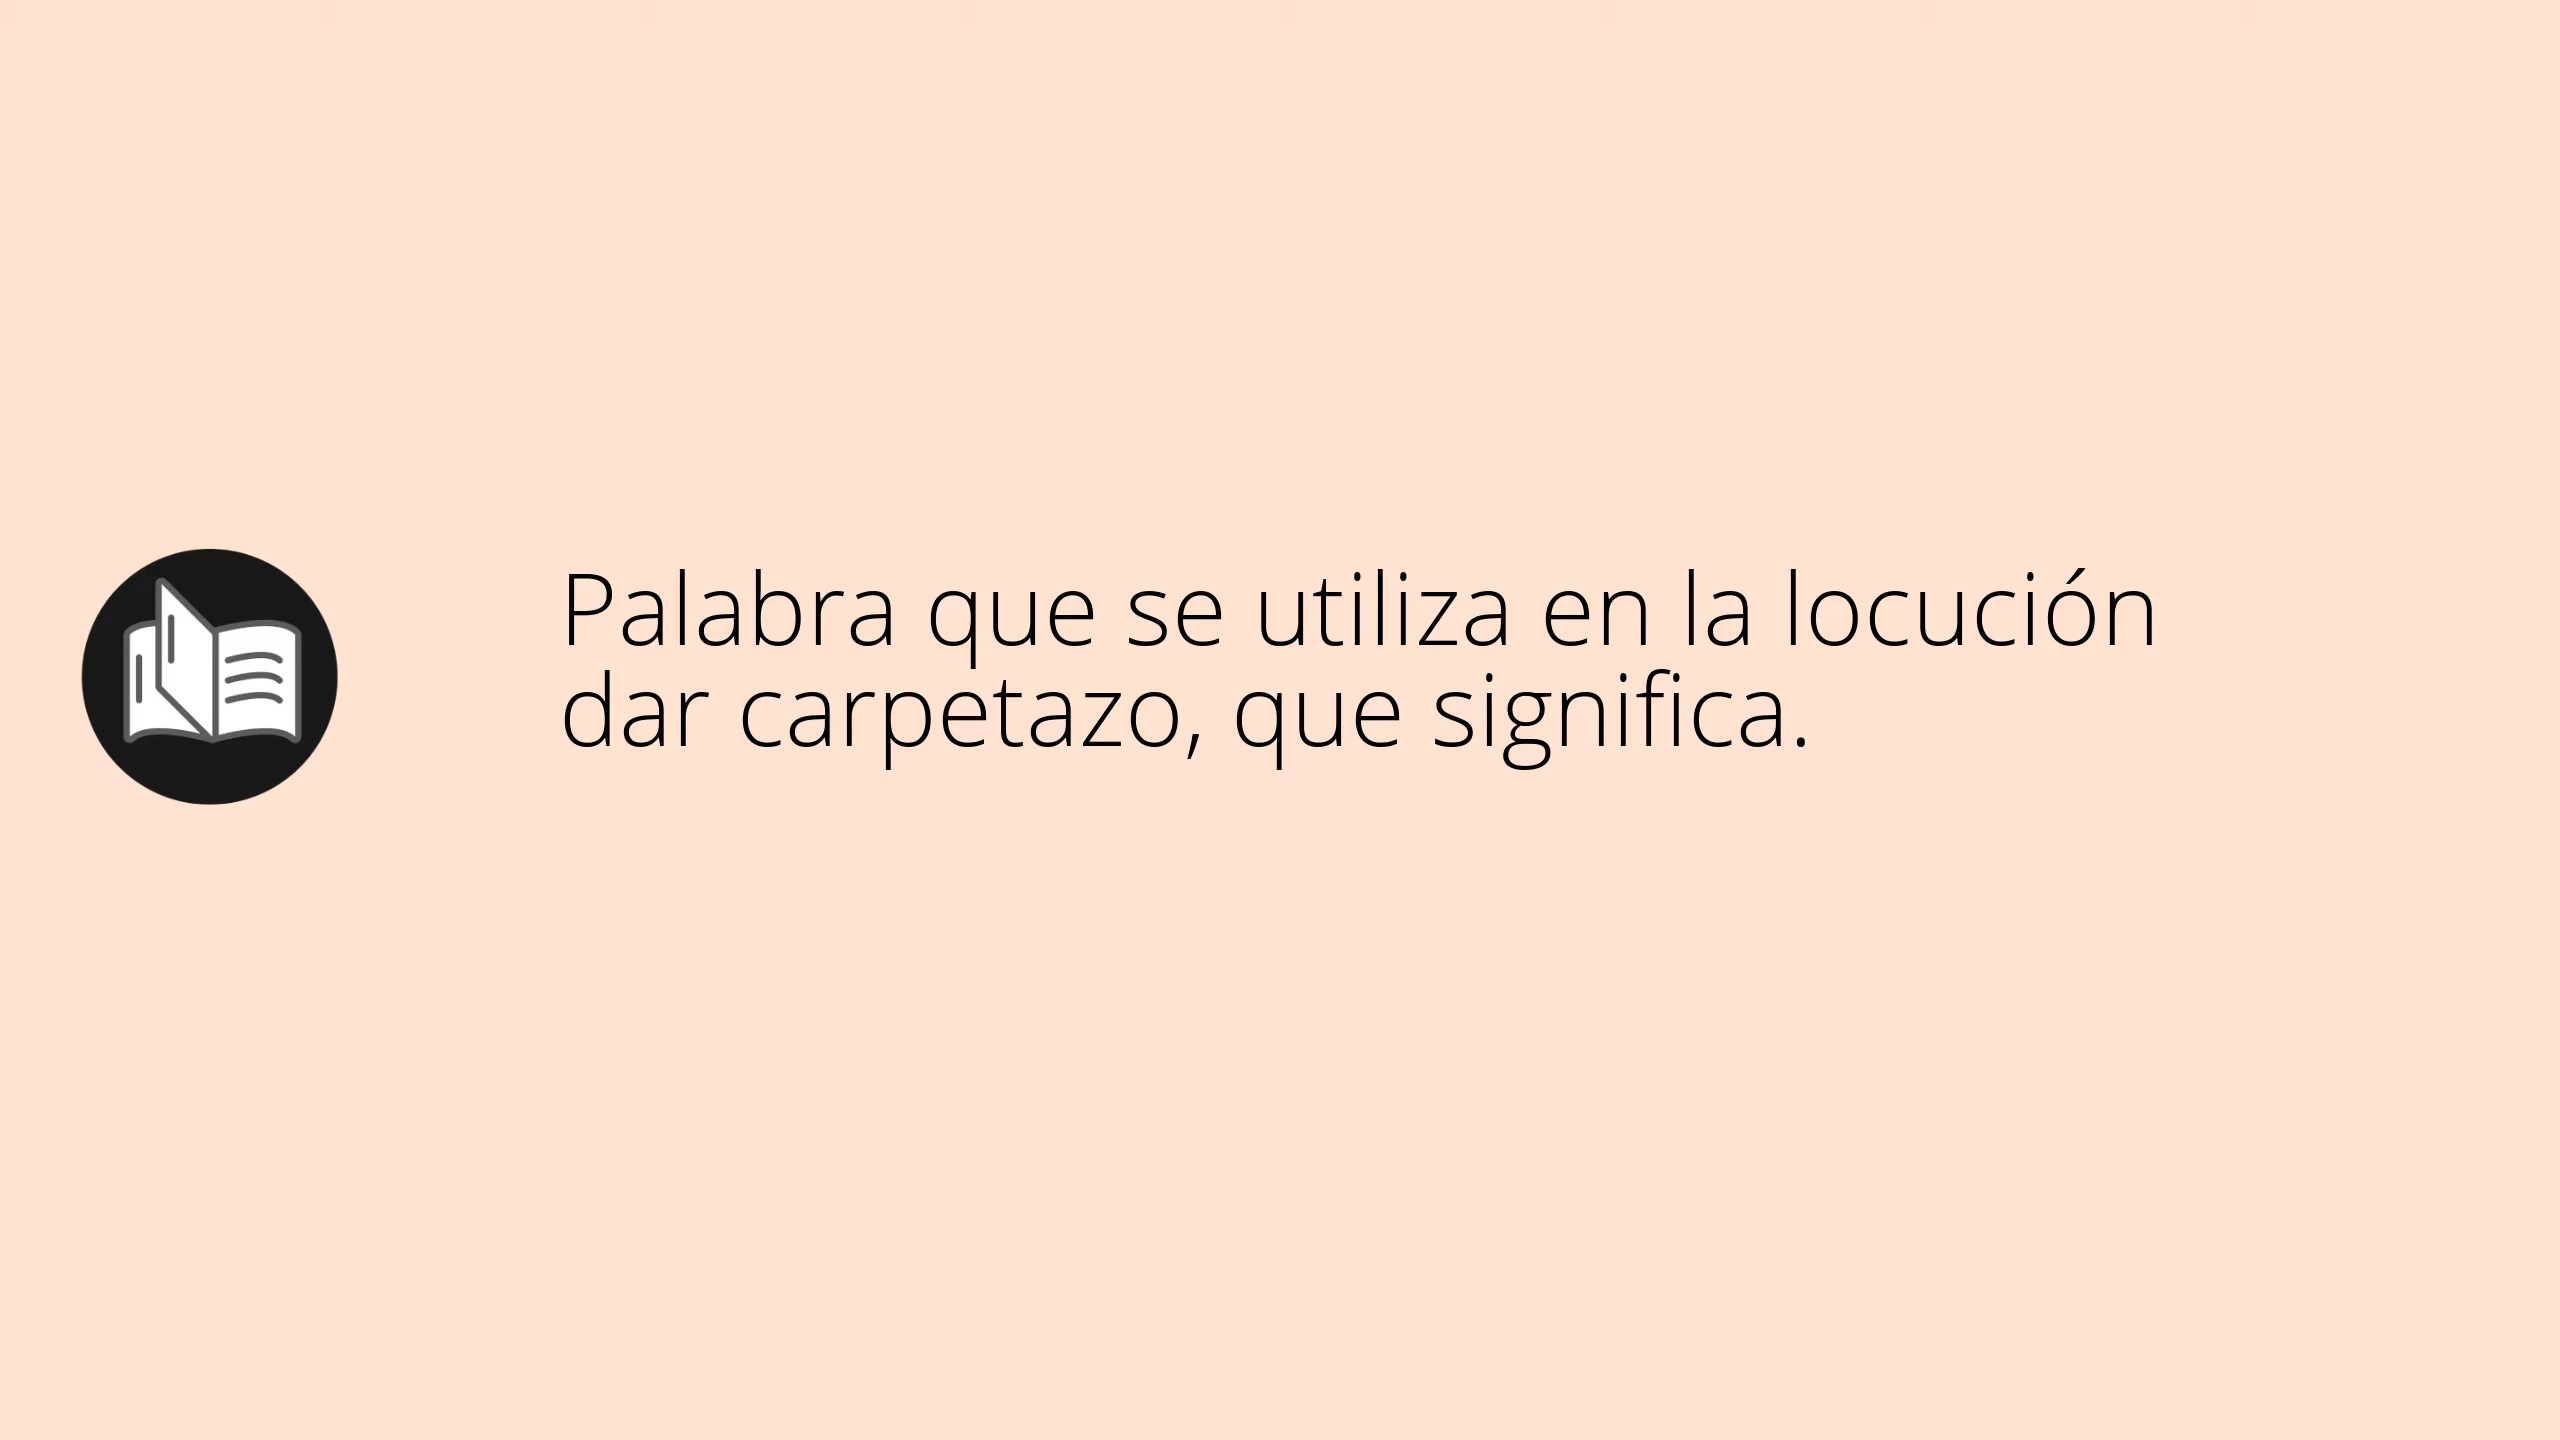 Palabra que se utiliza en la locución
dar carpetazo, que significa.